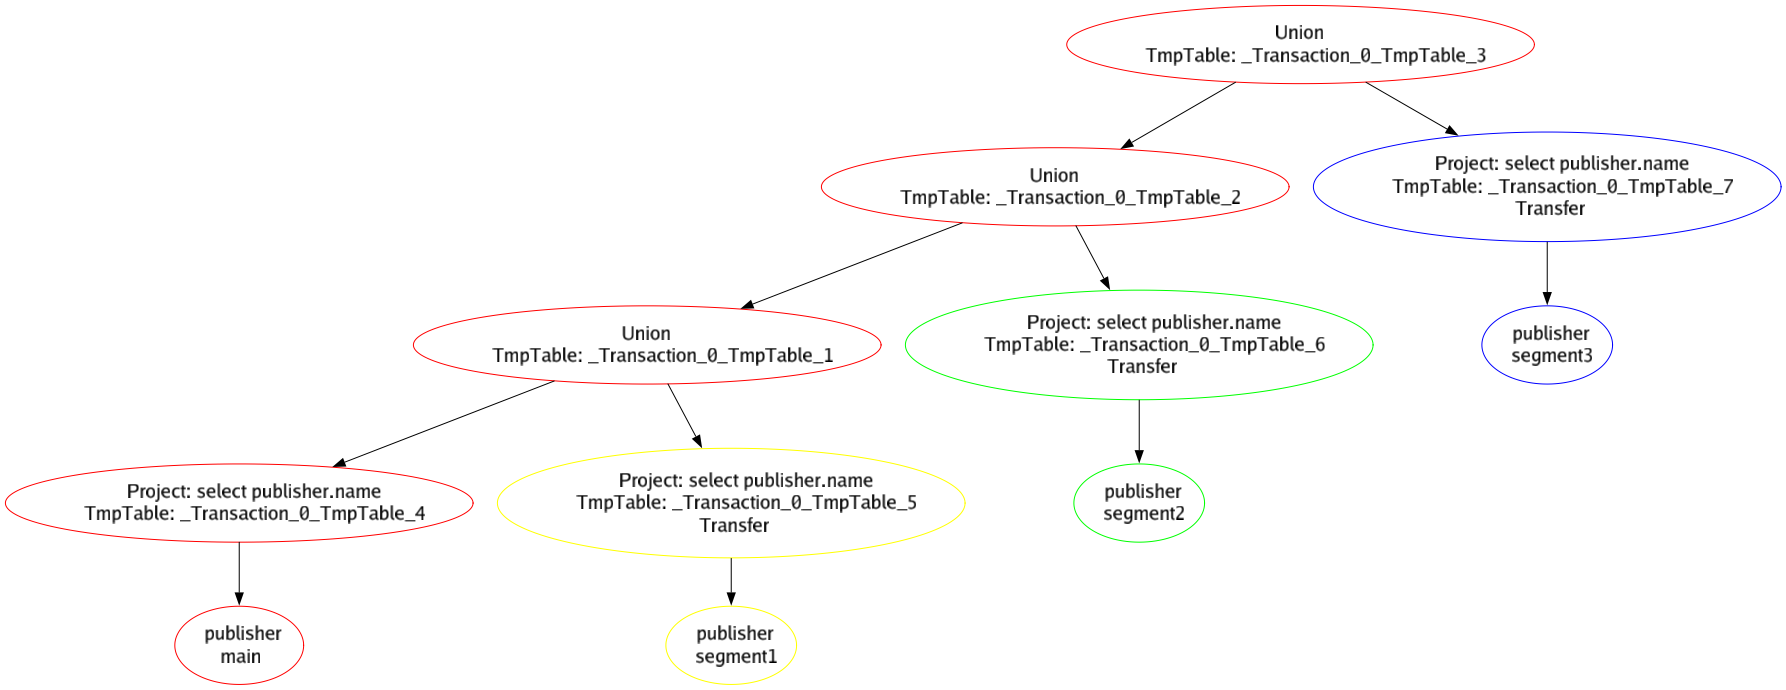 Union
TmpTable: _Transaction_0_TmpTable_3
Union
TmpTable: _Transaction_0_TmpTable_2
Project: select publisher.name
TmpTable: _Transaction_0_TmpTable_7
Transfer
Union
TmpTable: _Transaction_0_TmpTable_1
Project: select publisher.name
TmpTable: _Transaction_0_TmpTable_6
Transfer
publisher
segment3
Project: select publisher.name
TmpTable: _Transaction_0_TmpTable_4
Project: select publisher.name
TmpTable: _Transaction_0_TmpTable_5
Transfer
publisher
segment2
publisher
main
publisher
segment1